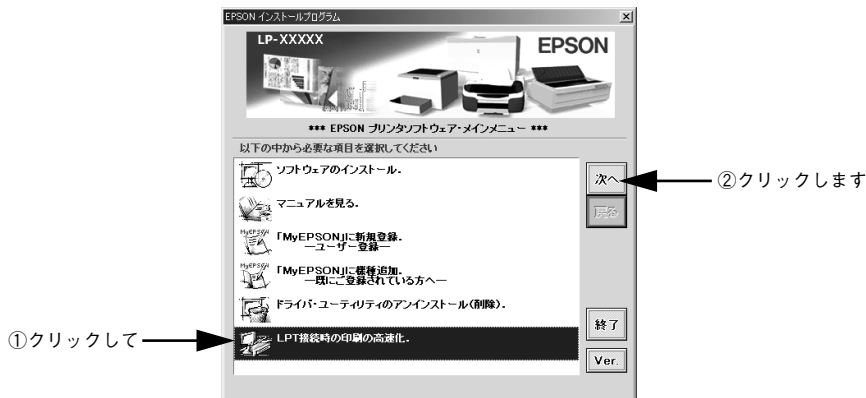 EPSON インストールプログラム
LP-XXXXX
EPSON
*** EPSON プリンタソフトウェア・メインメニュー ***
以下の中から必要な項目を選択してください
ソフトウェアのインストール.
マニュアルを見る.
MyEPSON
「MyEPSON」に新規登録.
―ユーザー登録―
MyEPSON
「MyEPSON」に機種追加.
―既にご登録されている方へ―
ドライバ・ユーティリティのアンインストール(削除).
LPT接続時の印刷の高速化.
次へ
戻る
終了
Ver.
①クリックして
②クリックします